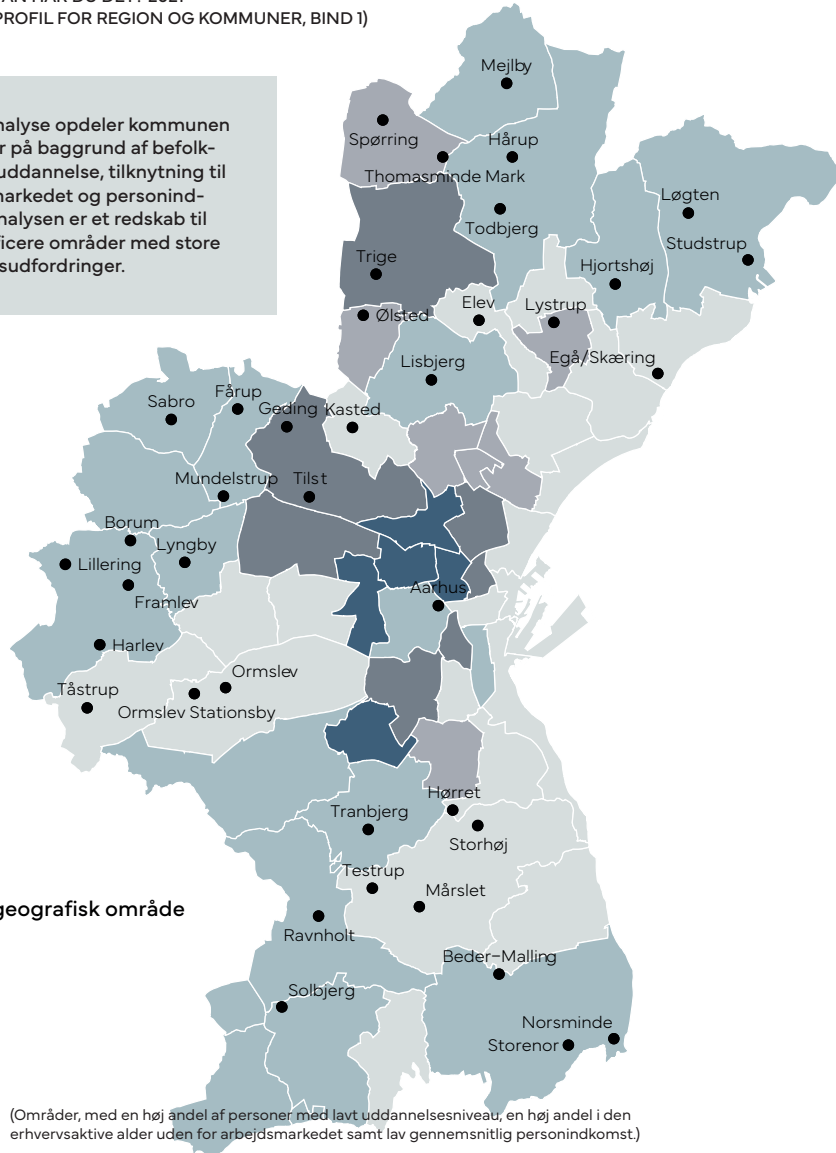 PROFIL FOR REGION OG KOMMUNER, BIND 1)
nalyse opdeler kommunen
r på baggrund af befolk-
uddannelse, tilknytning til
markedet og personind-
nalysen er et redskab til
ficere områder med store
sudfordringer.
Mejlby
Spørring
Hårup
Thomasminde Mark
Løgten
Todbjerg
Studstrup
Trige
Hjortshøj
Elev
Lystrup
Ølsted
Egå/Skæring
Lisbjerg
Fårup
Sabro
Geding
Kasted
Mundelstrup
Tilst
Borum
Lyngby
Lillering
Aarhus
Framlev
Harlev
Ormslev
Tåstrup
Ormslev Stationsby
Hørret
Tranbjerg
Storhøj
Testrup
Mårslet
geografisk område
Ravnholt
Beder-Malling
Solbjerg
Norsminde
Storenor
(Områder, med en høj andel af personer med lavt uddannelsesniveau, en høj andel i den
erhvervsaktive alder uden for arbejdsmarkedet samt lav gennemsnitlig personindkomst.)